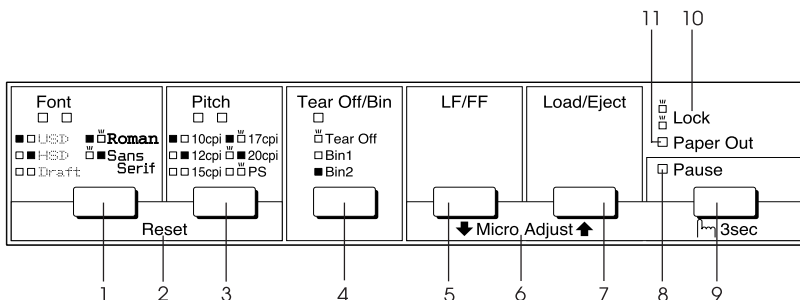 11 10
Font
Pitch
Tear Off/Bin
LF/FF
Load/Eject
Lock
Paper Out
Pause
USD Roman
HSD Sans Serif
Draft
10cpi 17cpi
12cpi 20cpi
15cpi PS
Tear Off
Bin1
Bin2
Reset
Micro Adjust
3sec
1 2 3 4 5 6 7 8 9